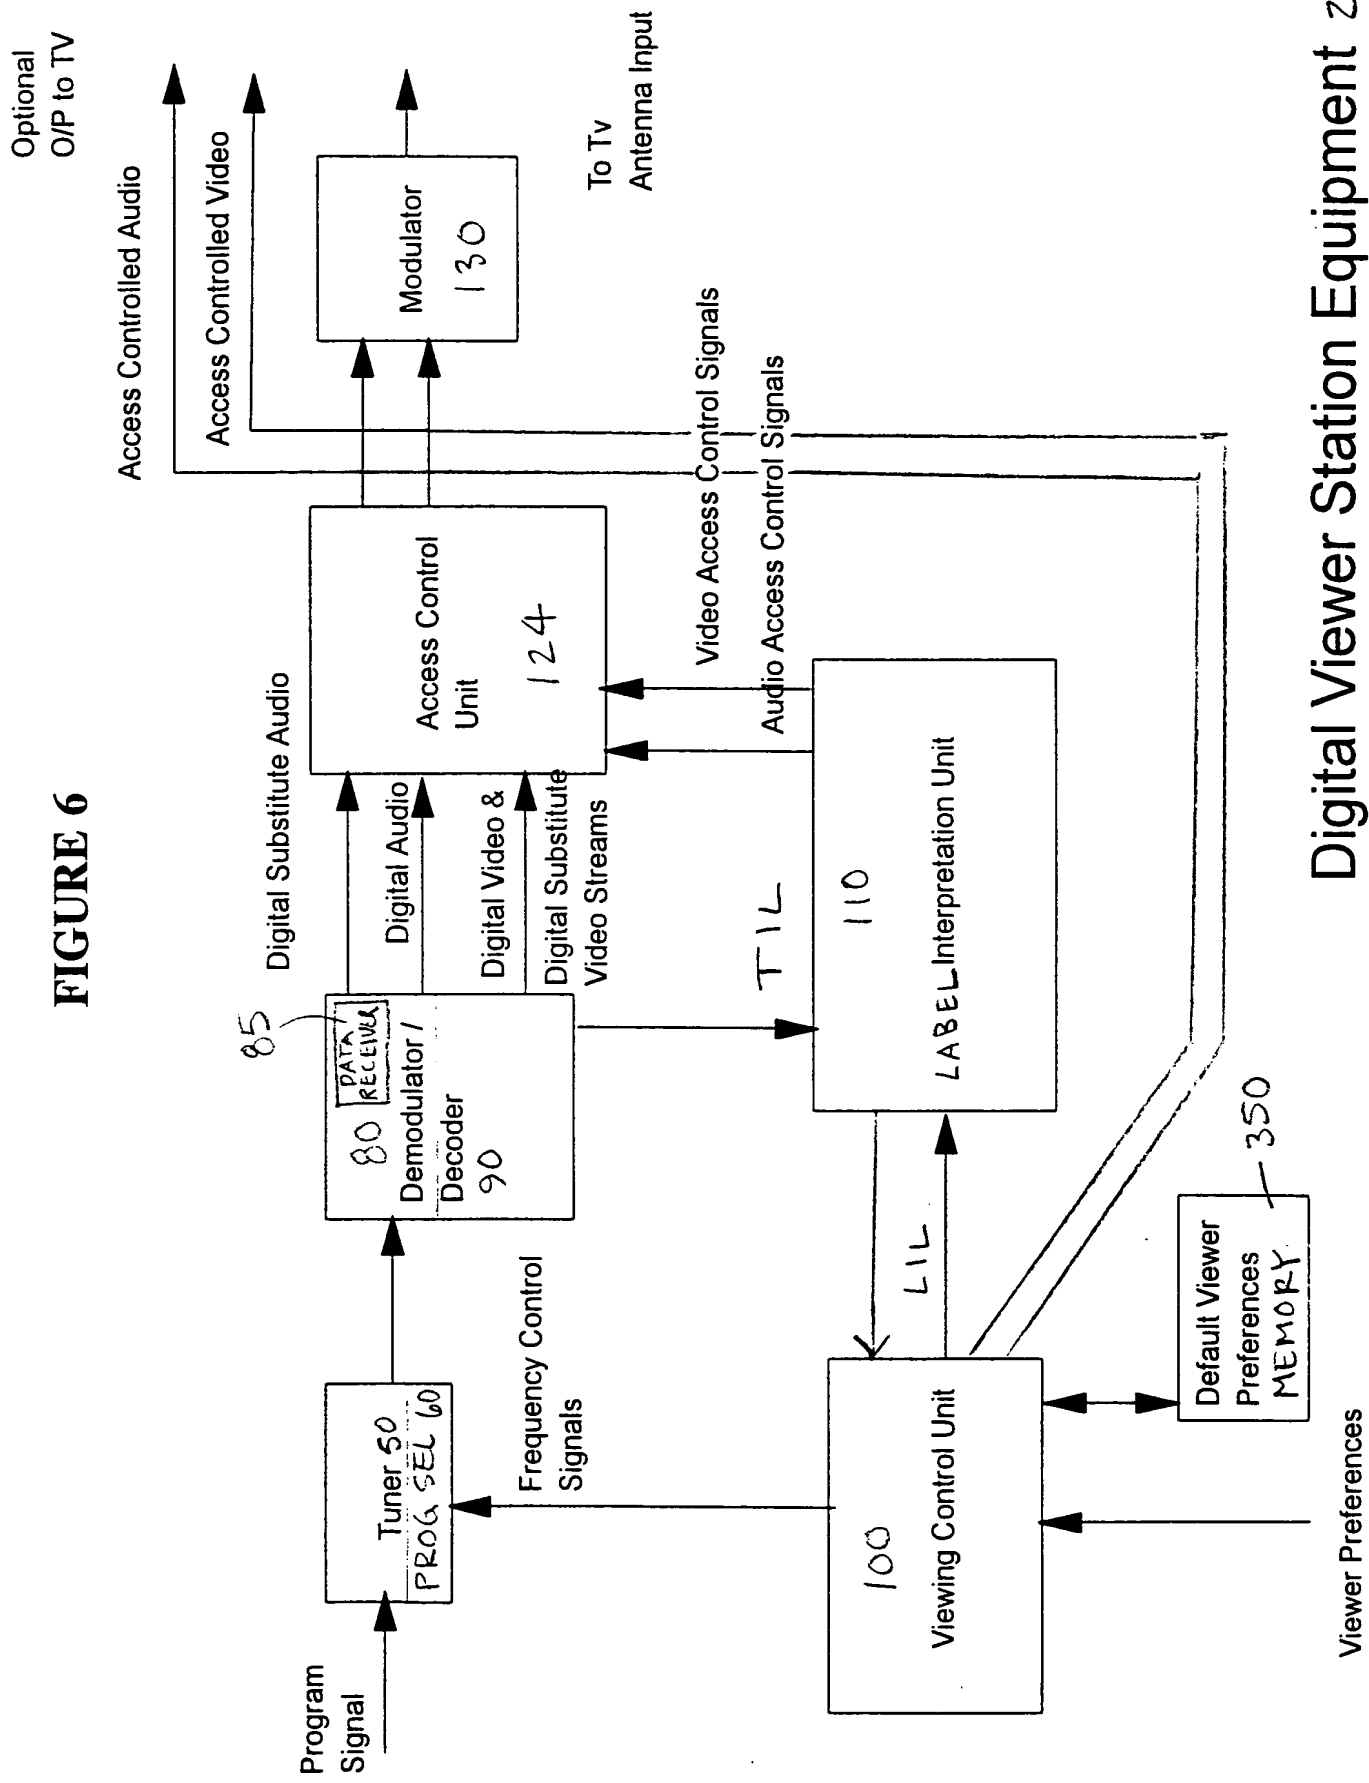 FIGURE 6
Optional
O/P to TV
Access Controlled Audio
Access Controlled Video
Modulator
130
To Tv
Antenna Input
Digital Substitute Audio
Digital Audio
Digital Video &
Digital Substitute
Video Streams
Access Control
Unit
124
Video Access Control Signals
Audio Access Control Signals
85
DATA
RECEIVER
80
Demodulator /
Decoder
90
TIL
110
LABEL Interpretation Unit
Program
Signal
Tuner 50
PROG SEL 60
Frequency Control
Signals
LIL
100
Viewing Control Unit
Default Viewer
Preferences
MEMORY
350
Viewer Preferences
Digital Viewer Station Equipment